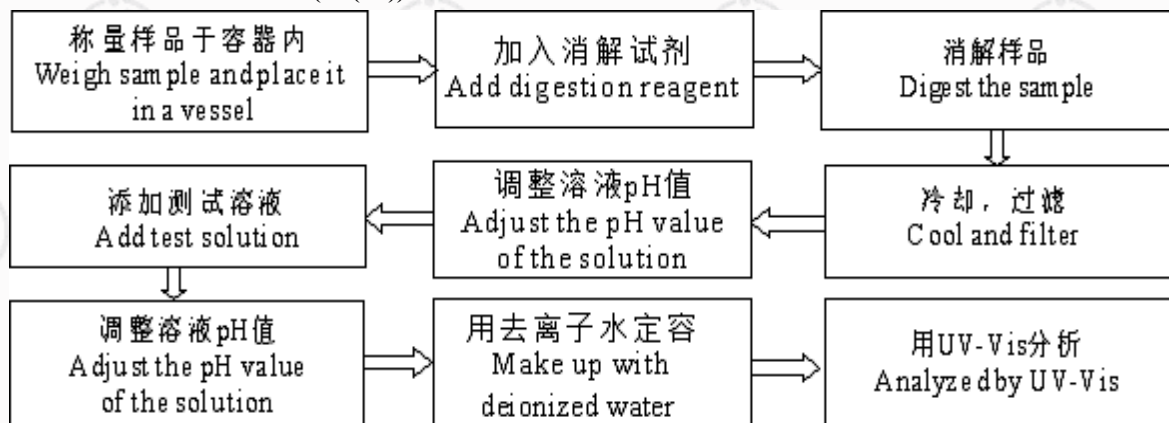 称量样品于容器内
Weigh sample and place it
in a vessel
加入消解试剂
Add digestion reagent
消解样品
Digest the sample
冷却，过滤
Cool and filter
调整溶液pH值
Adjust the pH value
of the solution
添加测试溶液
Add test solution
调整溶液pH值
Adjust the pH value
of the solution
用去离子水定容
Make up with
deionized water
用UV-Vis分析
Analyzed by UV-Vis